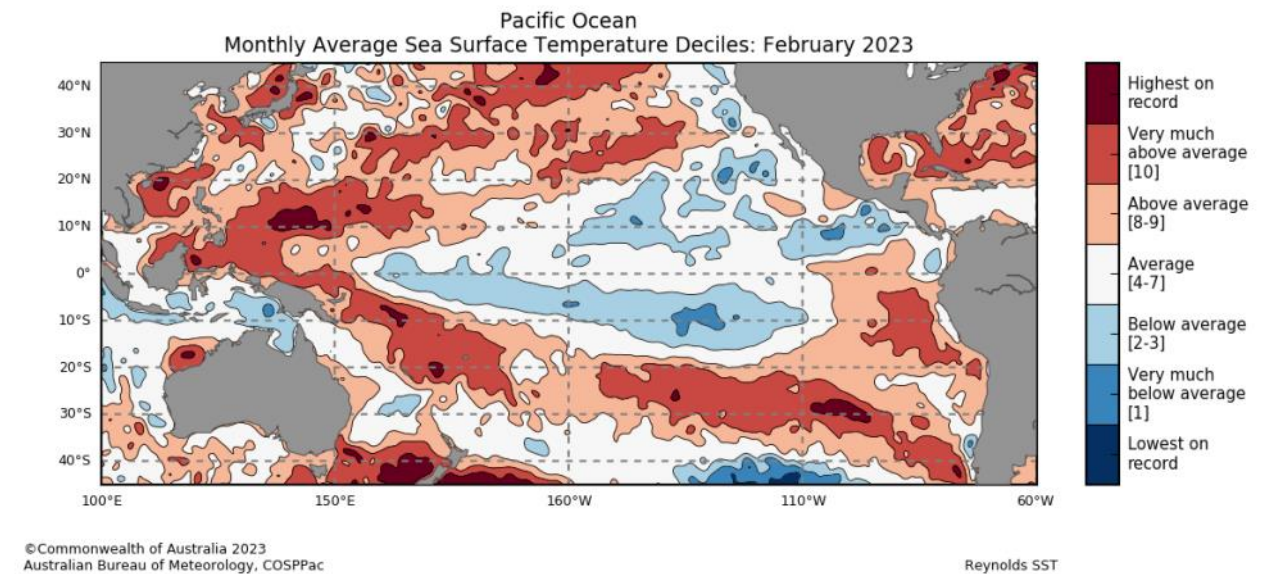 Pacific Ocean
Monthly Average Sea Surface Temperature Deciles: February 2023
40°N
30°N
20°N
10°N
0°
10°S
20°S
30°S
40°S
100°E
150°E
160°W
110°W
60°W
Highest on
record
Very much
above average
[10]
Above average
[8-9]
Average
[4-7]
Below average
[2-3]
Very much
below average
[1]
Lowest on
record
©Commonwealth of Australia 2023
Australian Bureau of Meteorology, COSPPac
Reynolds SST